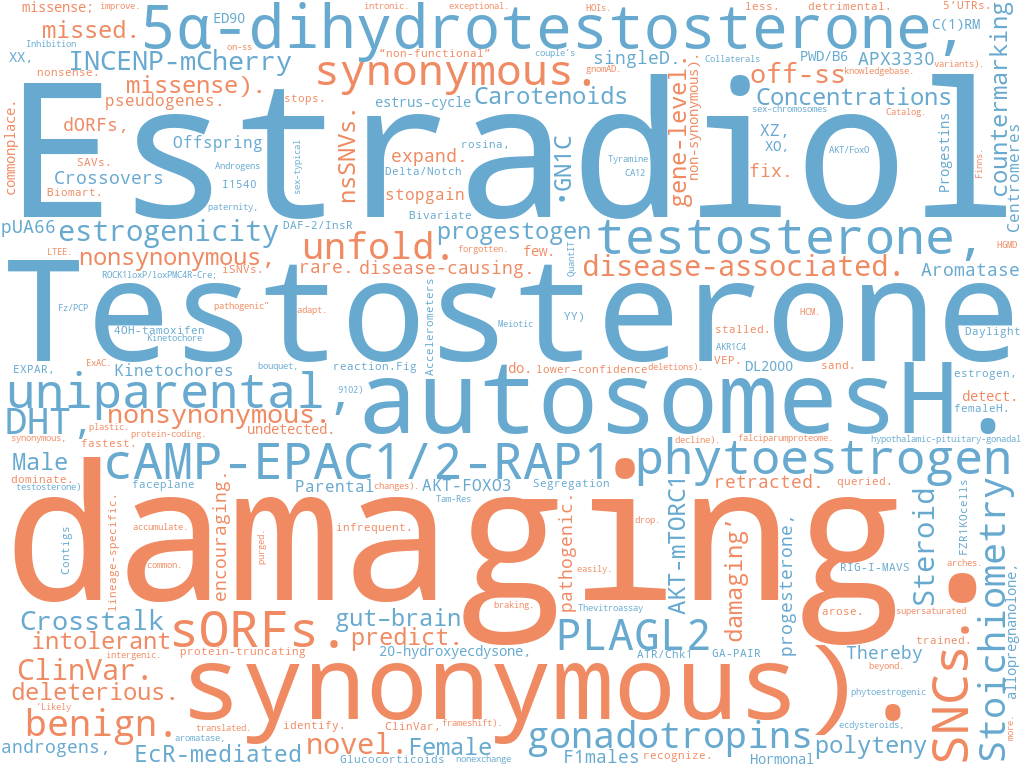 missense;
improve.
intronic.
exceptional.
HOIs.
less.
detrimental.
5’UTRs.
missed.
ED90
5α-dihydrotestosterone,
C(1)RM
countermarking
XX,
Inhibition
INCENP-mCherry
on-ss
“non-functional”
couple's
singleD.
Collaterals
PWD/B6
APX3330
nonsense.
missense).
synonymous.
gnomAD.
gene-level.
non-synonymous).
off-ss
knowledgebase.
variants).
commonplace.
pseudogenes.
stops.
estrus-cycle
Carotenoids
Concentrations
sex-chromosomes
Catalog.
Estradiol
dORFs,
Offspring
nsSNVs.
rosina,
·GN1C
XZ,
XO,
AKT/FoxO
Progestins
Finns.
Centromeres
SAVs.
Androgens
sex-typical
expand.
Tyramine
Crossovers
I1540
Delta/Notch
CA12
fix.
Biomart.
paternity,
stopgain
Bivariate
pUA66
estrogenicity
DAF-2/InsR
progestogen
testosterone,
LTEE.
nonsynonymous,
unfold.
forgotten.
few.
QuantIT
HGMD
ROCK1loxP/loxPMC4R-Cre;
iSNVs.
rare.
disease-causing.
disease-associated.
Aromatase
Testosterone
Fz/PCP
pathogenic”
adapt.
Accelerometers
Meiotic
YY)
HCM.
4OH-tamoxifen
Kinetochore
stalled.
Daylight
AKR1C4
EXPAR,
ExAC.
Kinetochores
bouquet,
reaction.Fig
do.
lower-confidence
deletions).
VEP.
DL2000
sand.
estrogen,
uniparental,
9102)
autosomesH.
detect.
femaleH.
DHT,
nonsynonymous.
plastic.
protein-coding.
undetected.
synonymous,
fastest.
decline).
falciparumproteome.
hypothalamic-pituitary-gonadal
Male
cAMP-EPAC1/2-RAP1.
phytoestrogen
dominate.
testosterone)
faceplane
Parental
changes).
AKT-FOXO3
Segregation
retracted.
queried.
Tam-Res
damaging.
Contigs
lineage-specific.
accumulate.
common.
encouraging.
purged.
infrequent.
pathogenic.
easily.
drop.
AKT-mTORC1
damaging’
progesterone,
RIG-I-MAVS
Steroid
FZR1KOcells
arches.
Stoichiometry
allopregnanolone,
braking.
Thevitroassay
arose.
supersaturated
Crosstalk
sORFs.
gut–brain
PLAGL2
trained.
intolerant
predict.
intergenic.
protein-truncating
20-hydroxyecdysone,
ATR/Chk1
GA-PAIR
Thereby
ClinVar.
synonymous).
beyond.
SNCs.
deleterious.
phytoestrogenic
‘Likely
benign.
translated.
identify.
ClinVar,
frameshift).
gonadotropins
ecdysteroids,
more.
androgens,
EcR-mediated
aromatase,
novel.
Female
Glucocorticoids
nonexchange
F1males
recognize.
Hormonal
polyteny